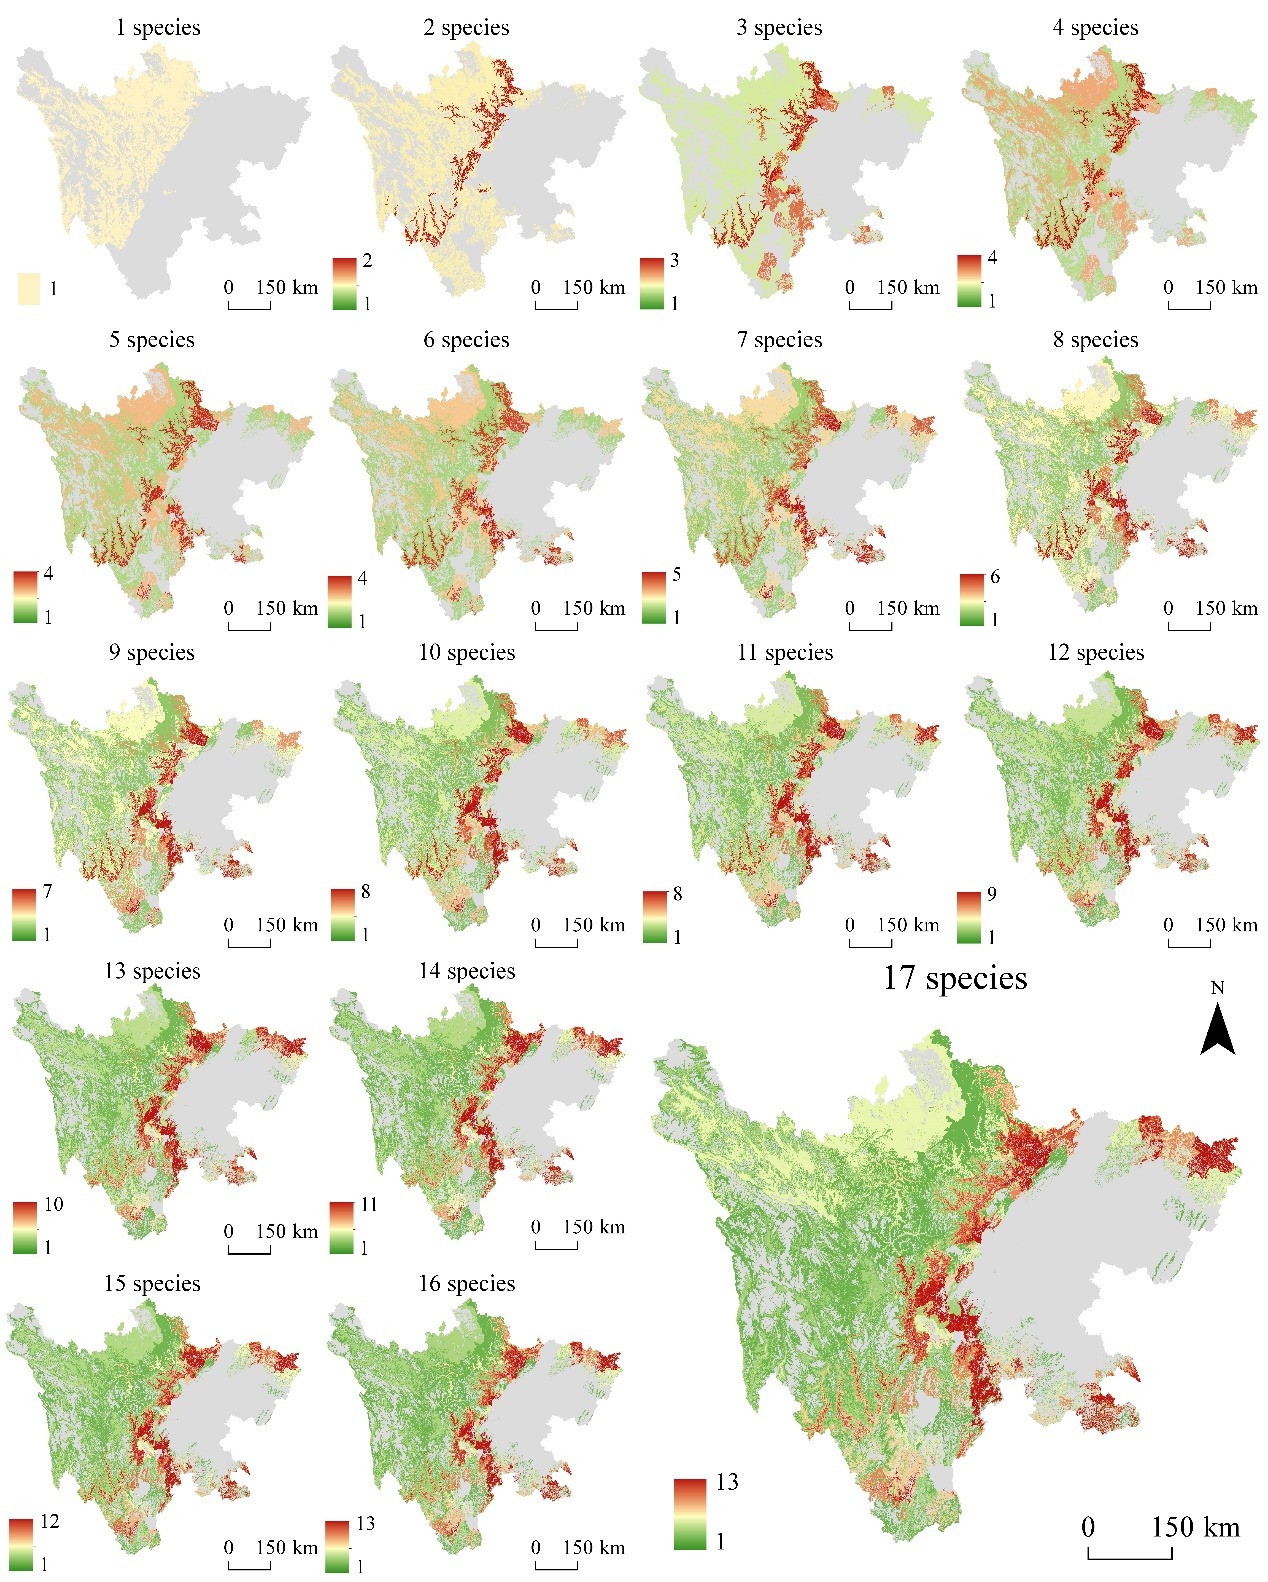 1 species
2 species
3 species
4 species
1
0 150 km
2
1
0 150 km
3
1
0 150 km
4
1
0 150 km
5 species
6 species
7 species
8 species
4
1
0 150 km
4
1
0 150 km
5
1
0 150 km
6
1
0 150 km
9 species
10 species
11 species
12 species
7
1
0 150 km
8
1
0 150 km
8
1
0 150 km
9
1
0 150 km
13 species
14 species
17 species
N
10
1
0 150 km
11
1
0 150 km
15 species
16 species
12
1
0 150 km
13
1
0 150 km
13
1
0 150 km